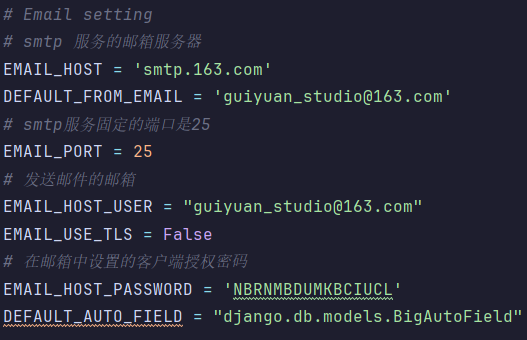 # Email setting
# smtp 服务的邮箱服务器
EMAIL_HOST = 'smtp.163.com'
DEFAULT_FROM_EMAIL = 'guiyuan_studio@163.com'
# smtp服务固定的端口是25
EMAIL_PORT = 25
# 发送邮件的邮箱
EMAIL_HOST_USER = "guiyuan_studio@163.com"
EMAIL_USE_TLS = False
# 在邮箱中设置的客户端授权密码
EMAIL_HOST_PASSWORD = 'NBRNMBDUMKBCIUCL'
DEFAULT_AUTO_FIELD = "django.db.models.BigAutoField"